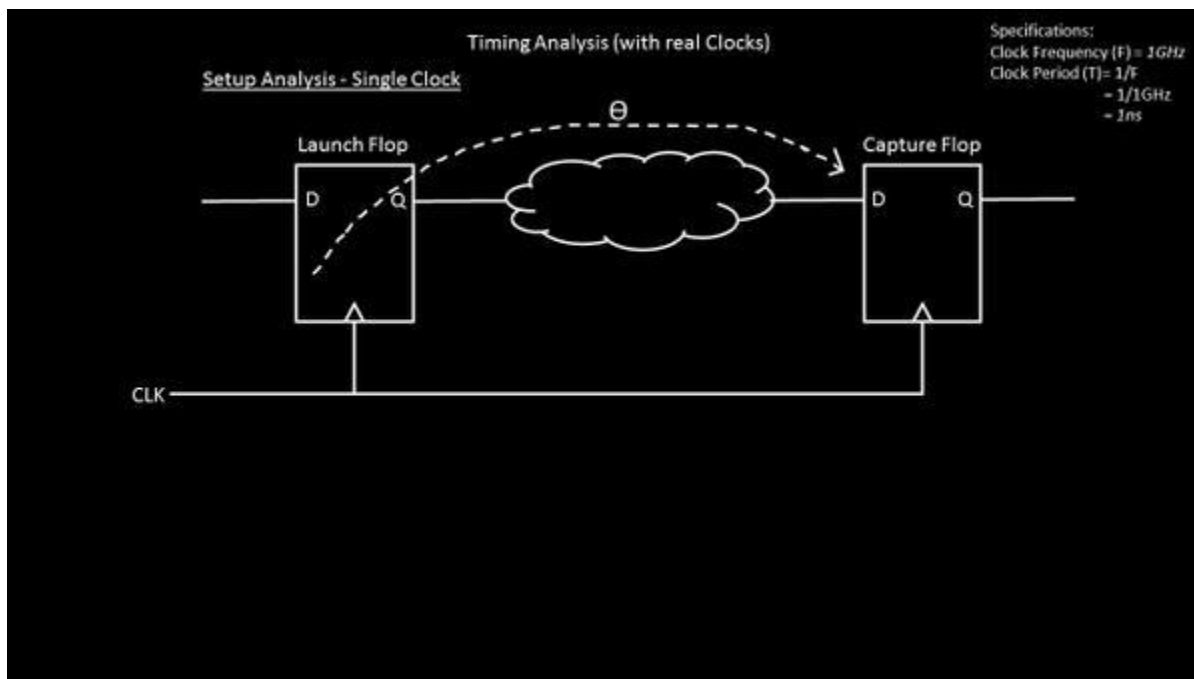 Timing Analysis (with real Clocks)
Specifications:
Clock Frequency (F) = 1GHz
Clock Period (T)= 1/F
= 1/1GHz
= 1ns
Setup Analysis - Single Clock
Θ
Launch Flop
Capture Flop
D
Q
D
Q
CLK